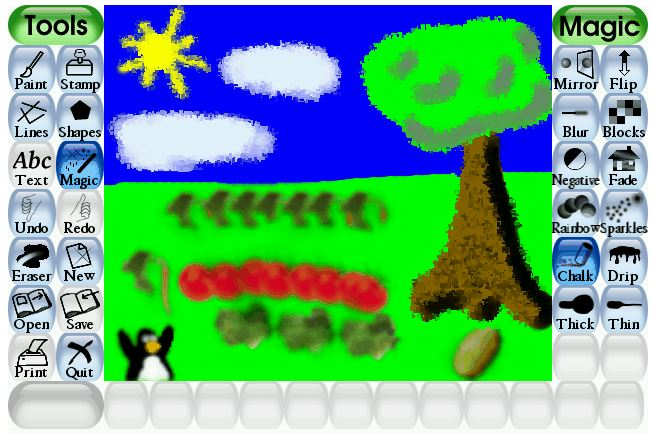 Tools
Magic
Paint
Stamp
Mirror
Flip
Lines
Shapes
Blur
Blocks
Abc
Text
Magic
Negative
Fade
Undo
Redo
Rainbow
Sparkles
Eraser
New
Chalk
Drip
Open
Save
Thick
Thin
Print
Quit